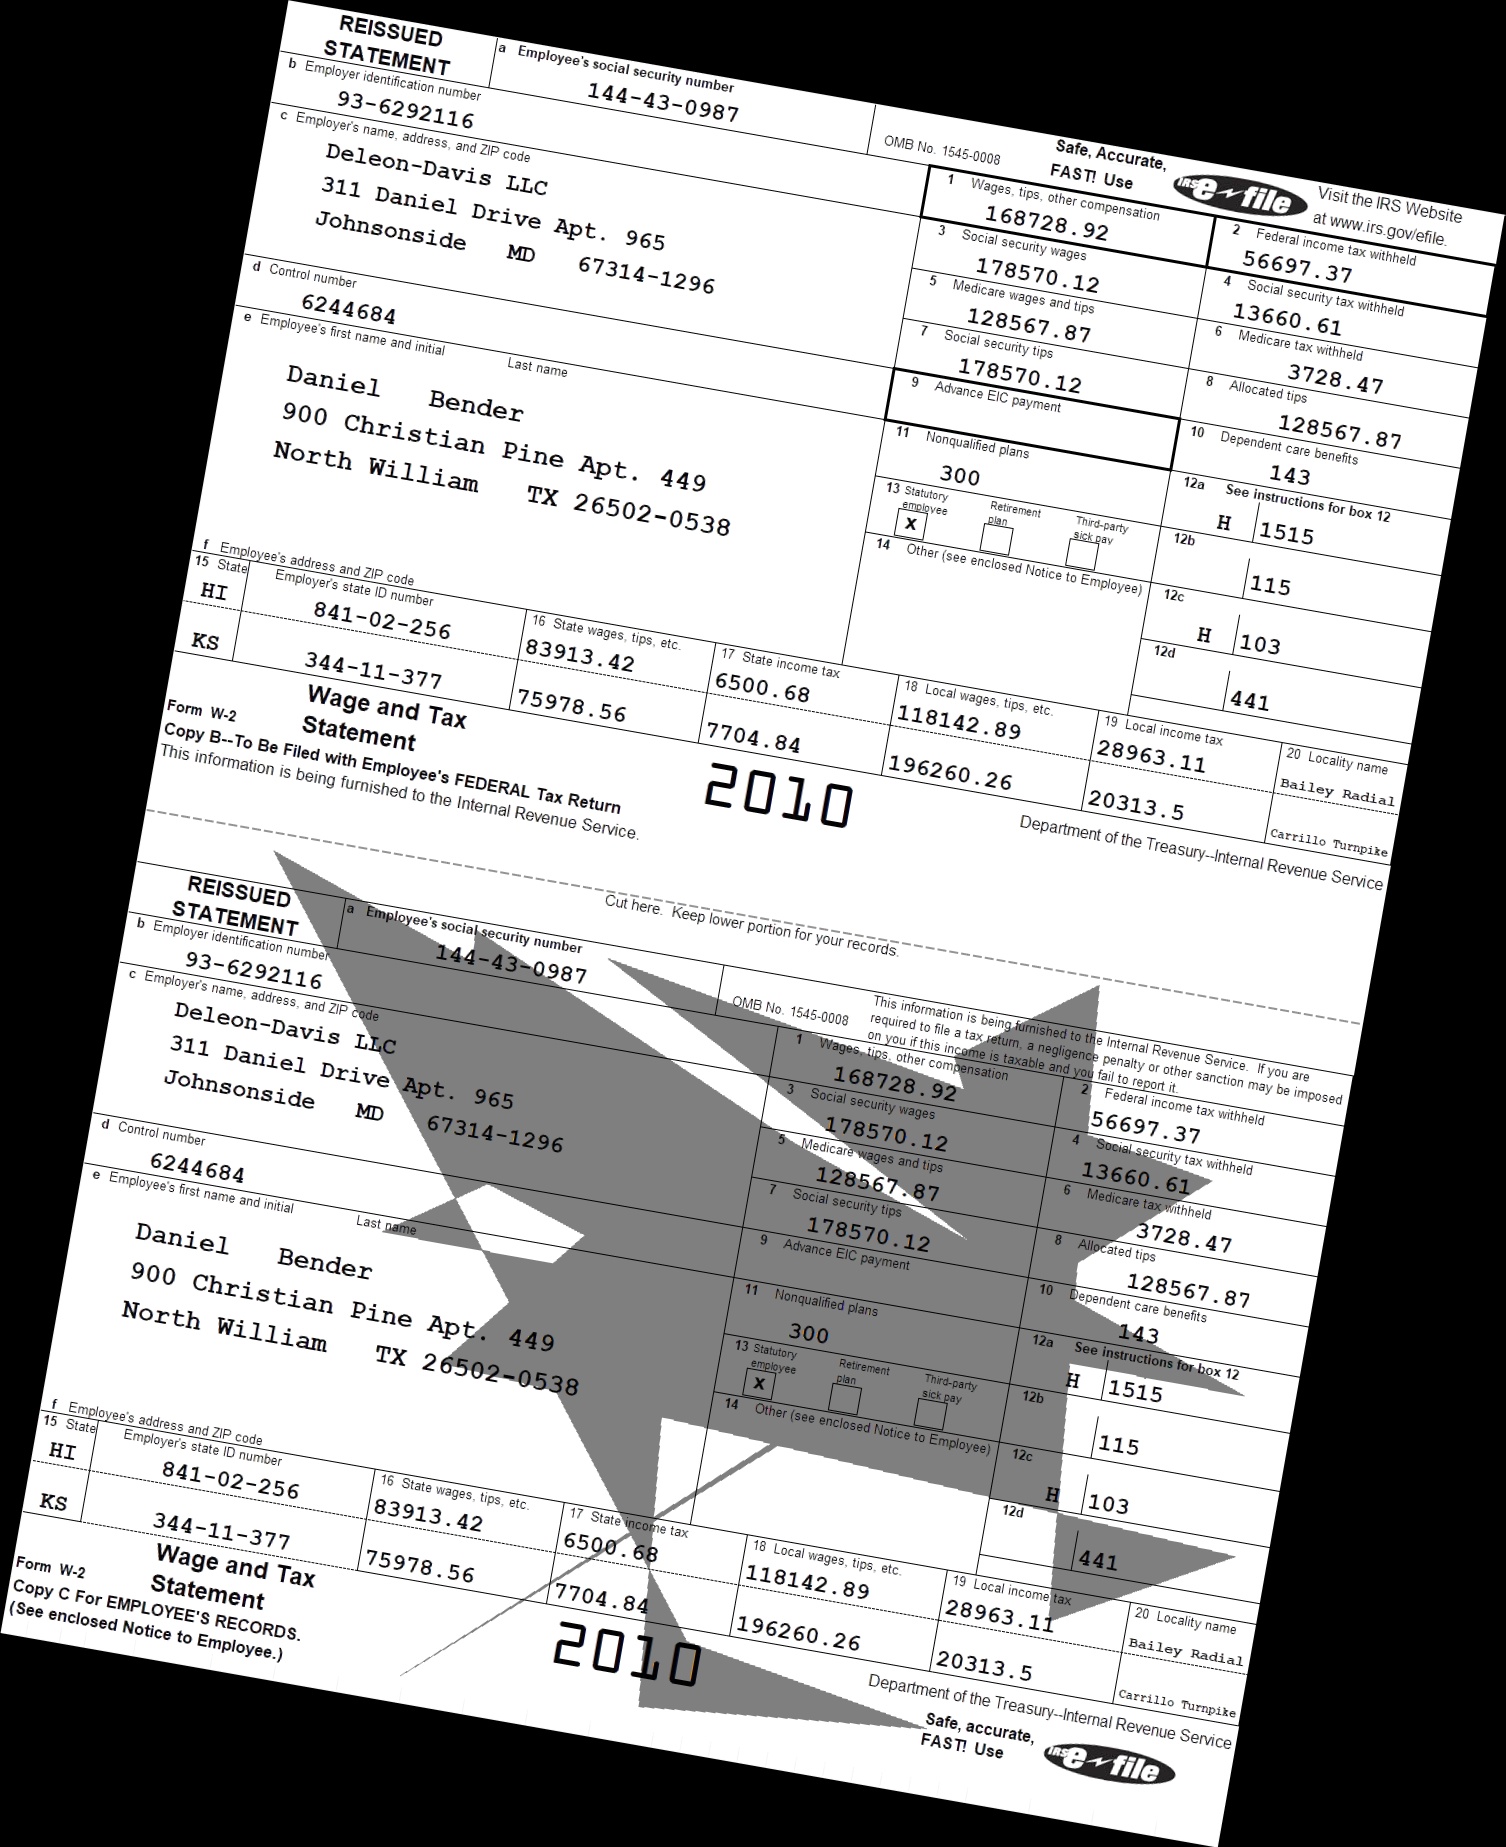 REISSUED
STATEMENT
a Employee's social security number
144-43-0987
OMB No. 1545-0008
Safe, Accurate,
FAST! Use
IRS e-file
Visit the IRS Website
at www.irs.gov/efile.
b Employer identification number
93-6292116
c Employer's name, address, and ZIP code
Deleon-Davis LLC
311 Daniel Drive Apt. 965
Johnsonside MD 67314-1296
1 Wages, tips, other compensation
168728.92
2 Federal income tax withheld
56697.37
3 Social security wages
178570.12
4 Social security tax withheld
13660.61
5 Medicare wages and tips
128567.87
6 Medicare tax withheld
3728.47
d Control number
6244684
7 Social security tips
178570.12
8 Allocated tips
128567.87
e Employee's first name and initial Last name
Daniel Bender
900 Christian Pine Apt. 449
North William TX 26502-0538
9 Advance EIC payment
10 Dependent care benefits
143
11 Nonqualified plans
300
12a See instructions for box 12
H 1515
13 Statutory employee Retirement plan Third-party sick pay
X
12b
115
14 Other (see enclosed Notice to Employee)
12c
H 103
12d
441
f Employee's address and ZIP code
15 State Employer's state ID number
HI 841-02-256
KS 344-11-377
16 State wages, tips, etc.
83913.42
75978.56
17 State income tax
6500.68
7704.84
18 Local wages, tips, etc.
118142.89
196260.26
19 Local income tax
28963.11
20313.5
20 Locality name
Bailey Radial
Carrillo Turnpike
Form W-2 Wage and Tax
Statement
2010
Copy B--To Be Filed with Employee's FEDERAL Tax Return
This information is being furnished to the Internal Revenue Service.
Department of the Treasury--Internal Revenue Service
Cut here. Keep lower portion for your records.
REISSUED
STATEMENT
a Employee's social security number
144-43-0987
OMB No. 1545-0008
This information is being furnished to the Internal Revenue Service. If you are
required to file a tax return, a negligence penalty or other sanction may be imposed
on you if this income is taxable and you fail to report it.
b Employer identification number
93-6292116
c Employer's name, address, and ZIP code
Deleon-Davis LLC
311 Daniel Drive Apt. 965
Johnsonside MD 67314-1296
1 Wages, tips, other compensation
168728.92
2 Federal income tax withheld
56697.37
3 Social security wages
178570.12
4 Social security tax withheld
13660.61
5 Medicare wages and tips
128567.87
6 Medicare tax withheld
3728.47
d Control number
6244684
7 Social security tips
178570.12
8 Allocated tips
128567.87
e Employee's first name and initial Last name
Daniel Bender
900 Christian Pine Apt. 449
North William TX 26502-0538
9 Advance EIC payment
10 Dependent care benefits
143
11 Nonqualified plans
300
12a See instructions for box 12
H 1515
13 Statutory employee Retirement plan Third-party sick pay
X
12b
115
14 Other (see enclosed Notice to Employee)
12c
H 103
12d
441
f Employee's address and ZIP code
15 State Employer's state ID number
HI 841-02-256
KS 344-11-377
16 State wages, tips, etc.
83913.42
75978.56
17 State income tax
6500.68
7704.84
18 Local wages, tips, etc.
118142.89
196260.26
19 Local income tax
28963.11
20313.5
20 Locality name
Bailey Radial
Carrillo Turnpike
Form W-2 Wage and Tax
Statement
2010
Copy C For EMPLOYEE'S RECORDS.
(See enclosed Notice to Employee.)
Department of the Treasury--Internal Revenue Service
Safe, accurate,
FAST! Use
IRS e-file